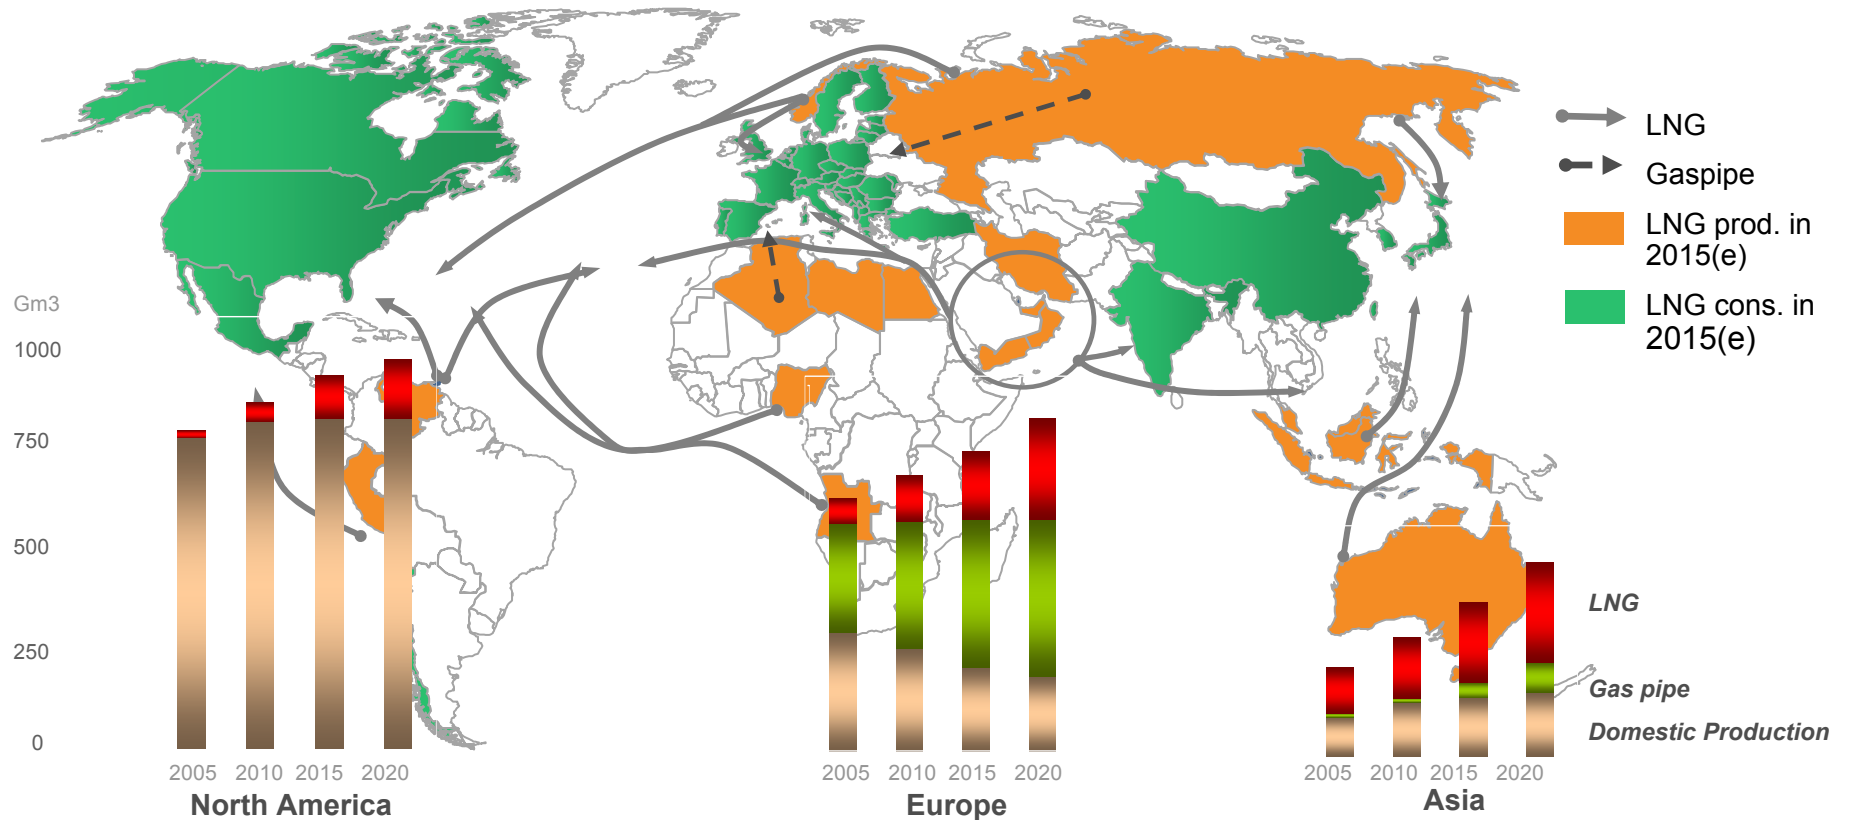 LNG
Gaspipe
LNG prod. in
2015(e)
LNG cons. in
2015(e)
Gm3
1000
750
500
250
0
LNG
Gas pipe
Domestic Production
2005 2010 2015 2020
North America
2005 2010 2015 2020
Europe
2005 2010 2015 2020
Asia